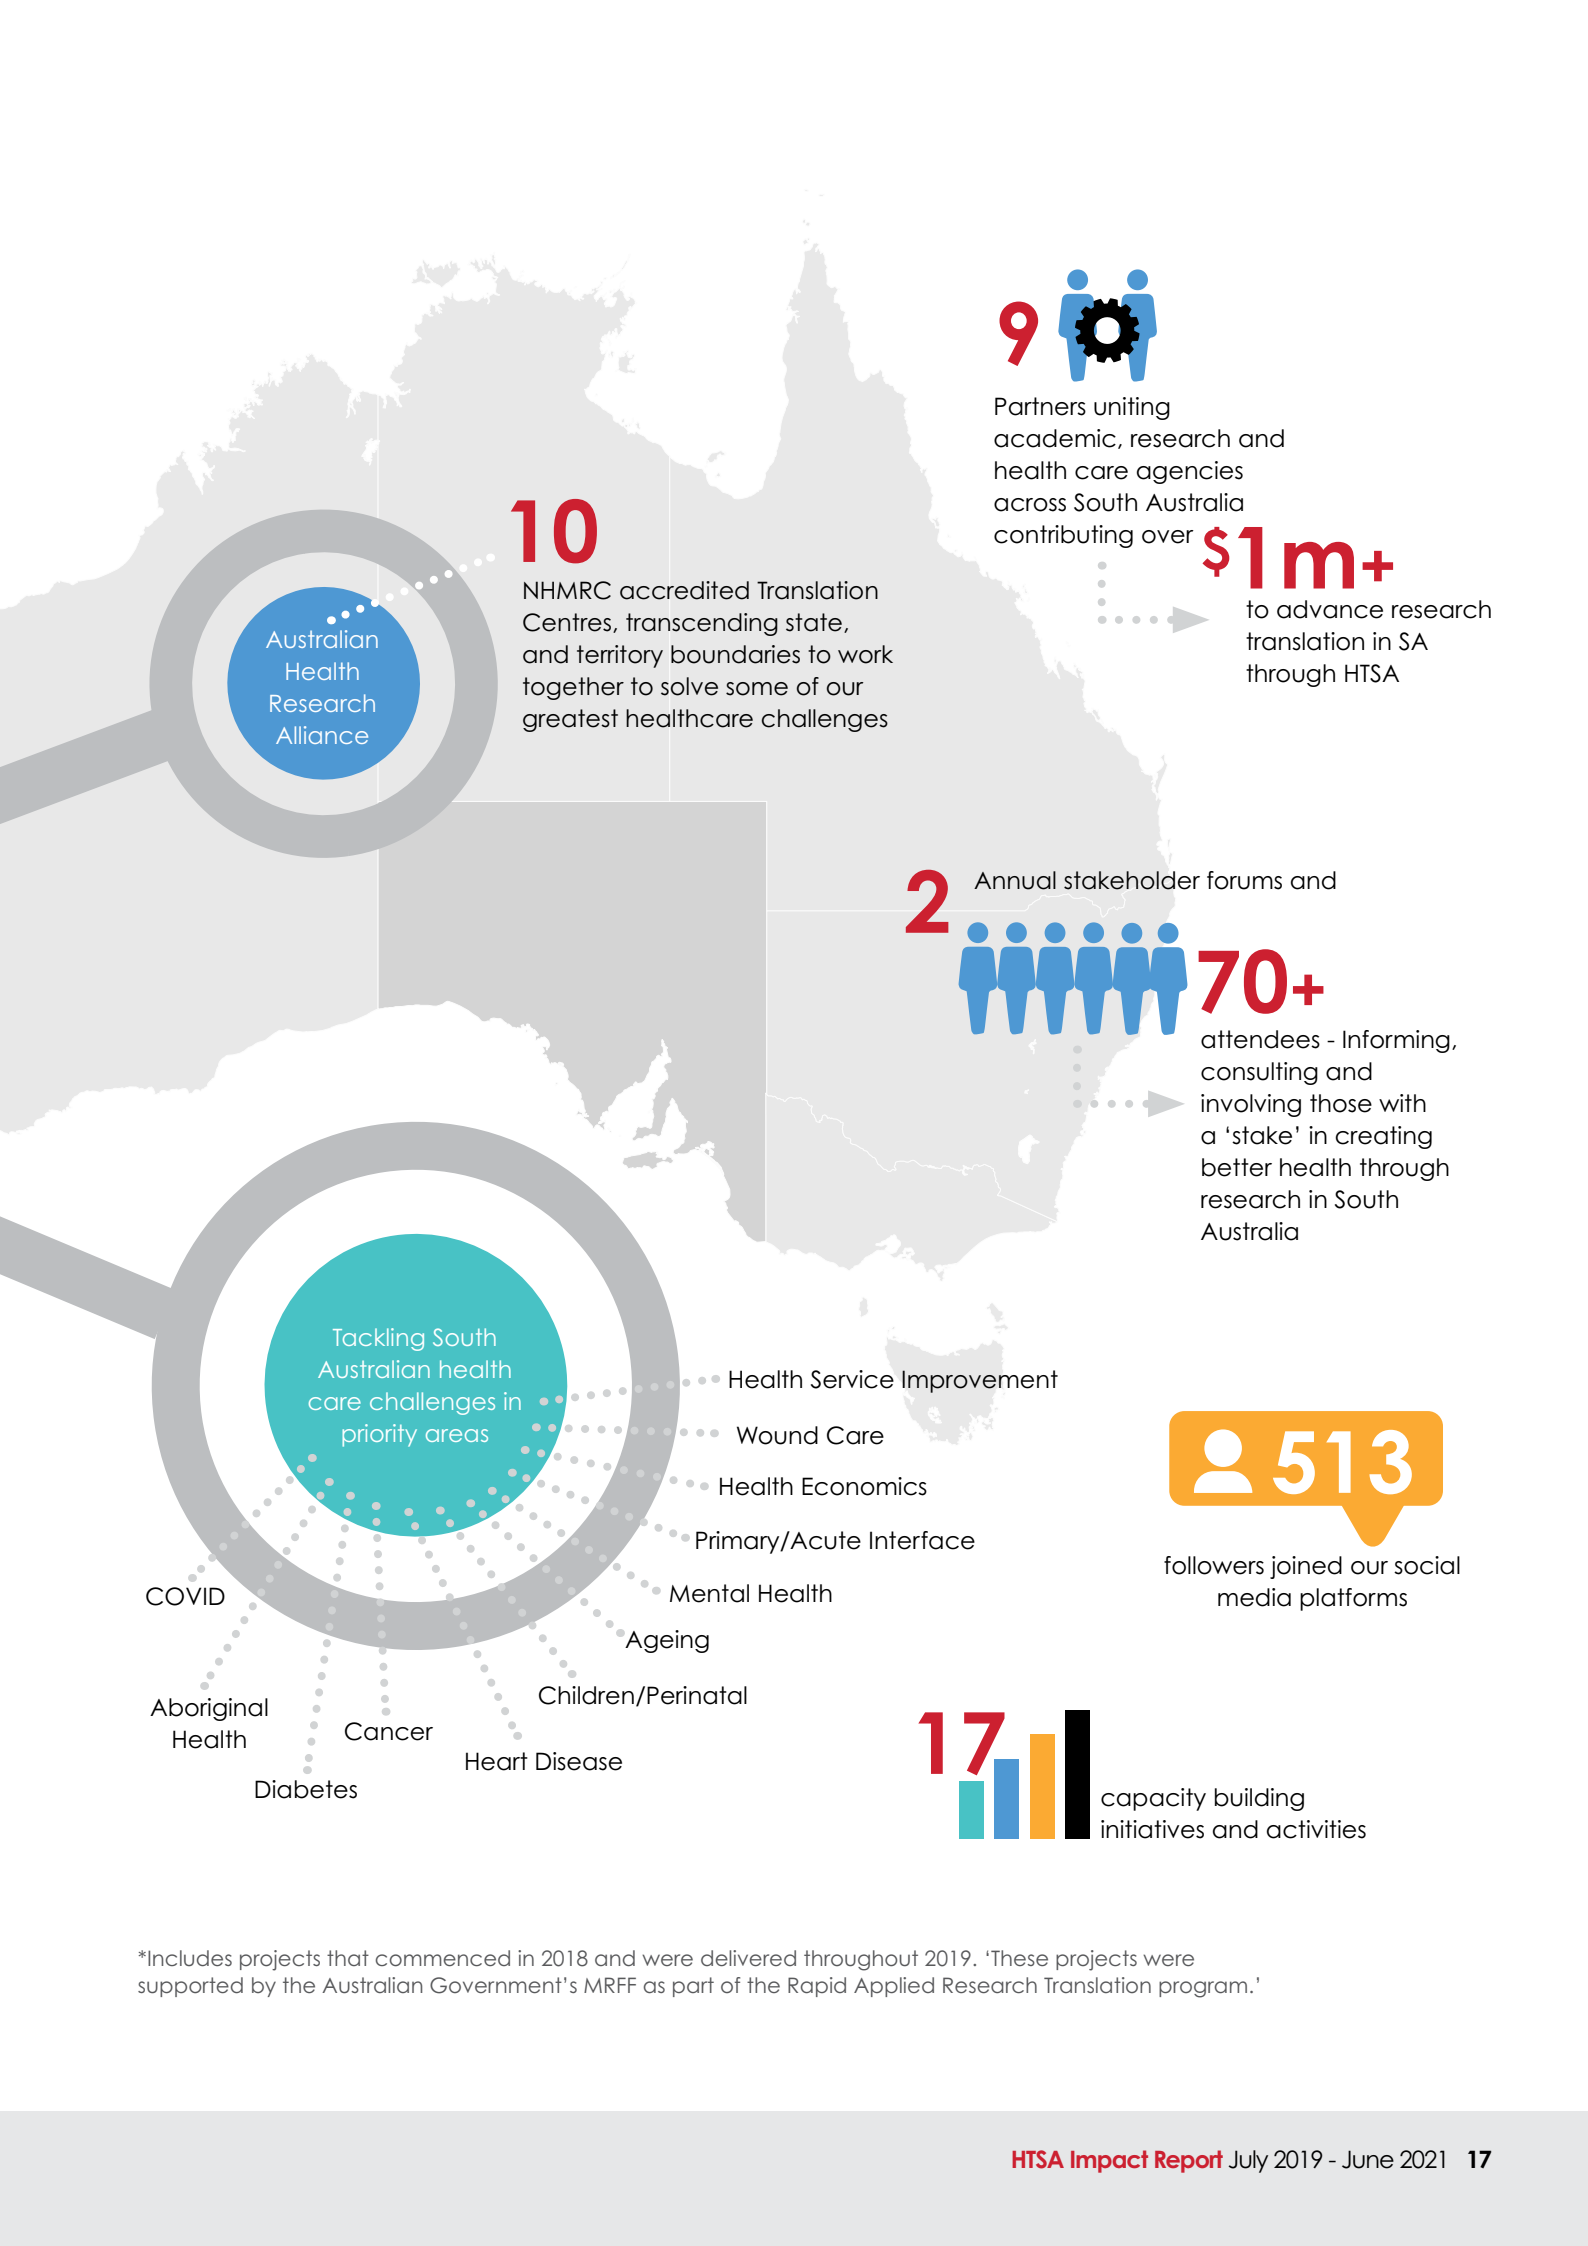 9
Partners uniting
academic, research and
health care agencies
across South Australia
contributing over
$1m+
to advance research
translation in SA
through HTSA
10
NHMRC accredited Translation
Centres, transcending state,
and territory boundaries to work
together to solve some of our
greatest healthcare challenges
Australian
Health
Research
Alliance
2
Annual stakeholder forums and
70+
attendees - Informing,
consulting and
involving those with
a ‘stake’ in creating
better health through
research in South
Australia
Tackling South
Australian health
care challenges in
priority areas
Health Service Improvement
Wound Care
Health Economics
Primary/Acute Interface
Mental Health
Ageing
Children/Perinatal
Heart Disease
Cancer
Diabetes
Aboriginal
Health
COVID
513
followers joined our social
media platforms
17
capacity building
initiatives and activities
*Includes projects that commenced in 2018 and were delivered throughout 2019. ‘These projects were
supported by the Australian Government’s MRFF as part of the Rapid Applied Research Translation program.’
HTSA Impact Report July 2019 - June 2021 17